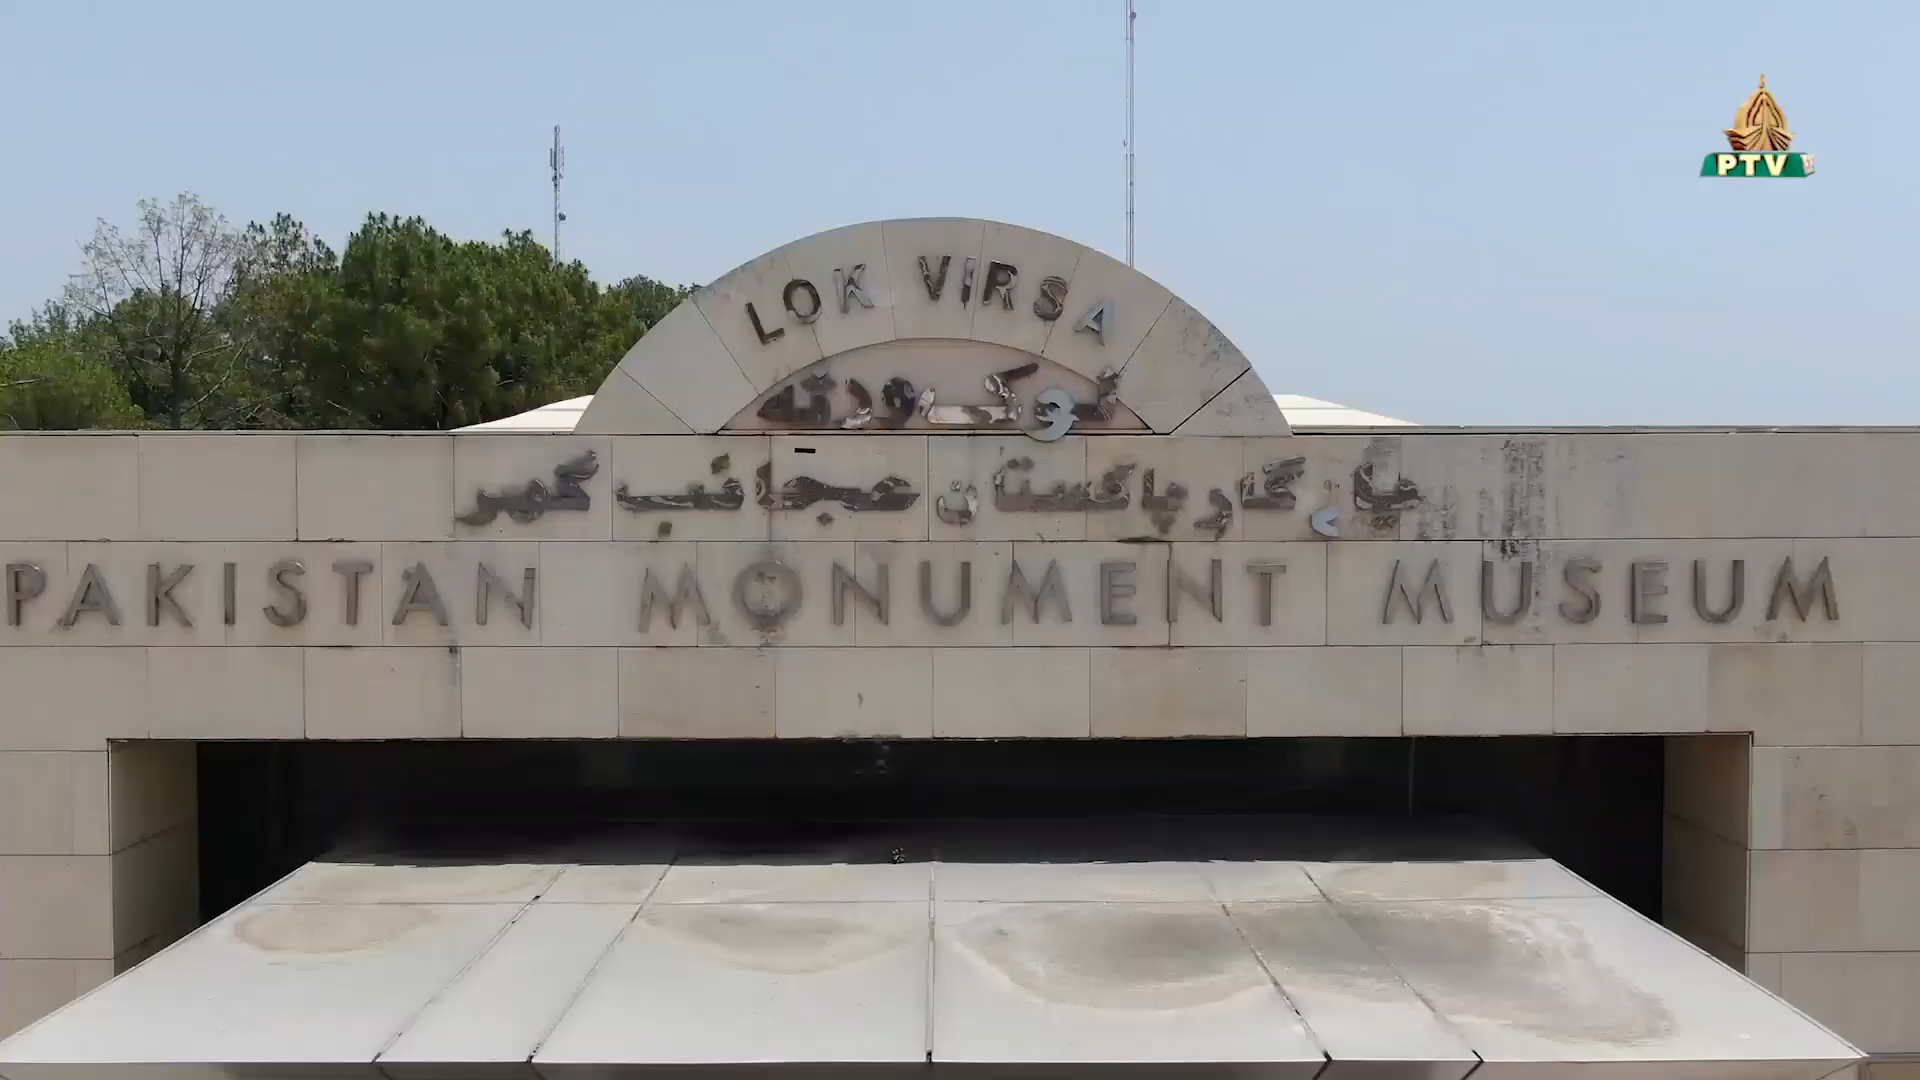 LOK VIRSA
لوک ورثہ
یادگار پاکستان عجائب گھر
PAKISTAN MONUMENT MUSEUM
PTV